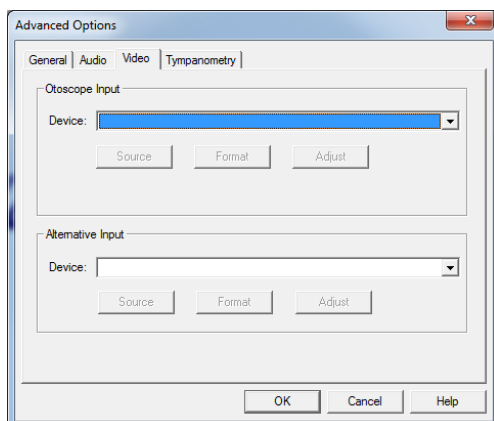 Advanced Options
General Audio Video Tympanometry
Otoscope Input
Device:
Source Format Adjust
Alternative Input
Device:
Source Format Adjust
OK Cancel Help